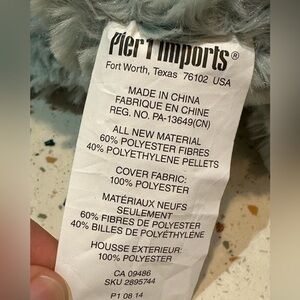 Pier 1 Imports®
Fort Worth, Texas 76102 USA
MADE IN CHINA
FABRIQUE EN CHINE
REG. NO. PA-13649(CN)
ALL NEW MATERIAL
60% POLYESTER FIBRES
40% POLYETHYLENE PELLETS
COVER FABRIC:
100% POLYESTER
MATÉRIAUX NEUFS
SEULEMENT
60% FIBRES DE POLYESTER
40% BILLES DE POLYÉTHYLÉNE
HOUSSE EXTERIEUR:
100% POLYESTER
CA 09486
SKU 2895744
P1 08 14